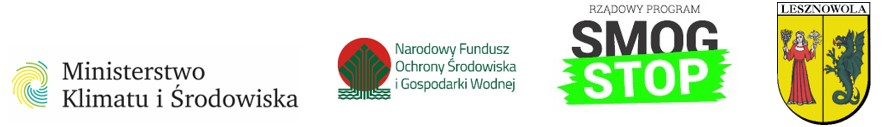 Ministerstwo
Klimatu i Środowiska
Narodowy Fundusz
Ochrony Środowiska
i Gospodarki Wodnej
RZĄDOWY PROGRAM
SMOG
STOP
LESZNOWOLA